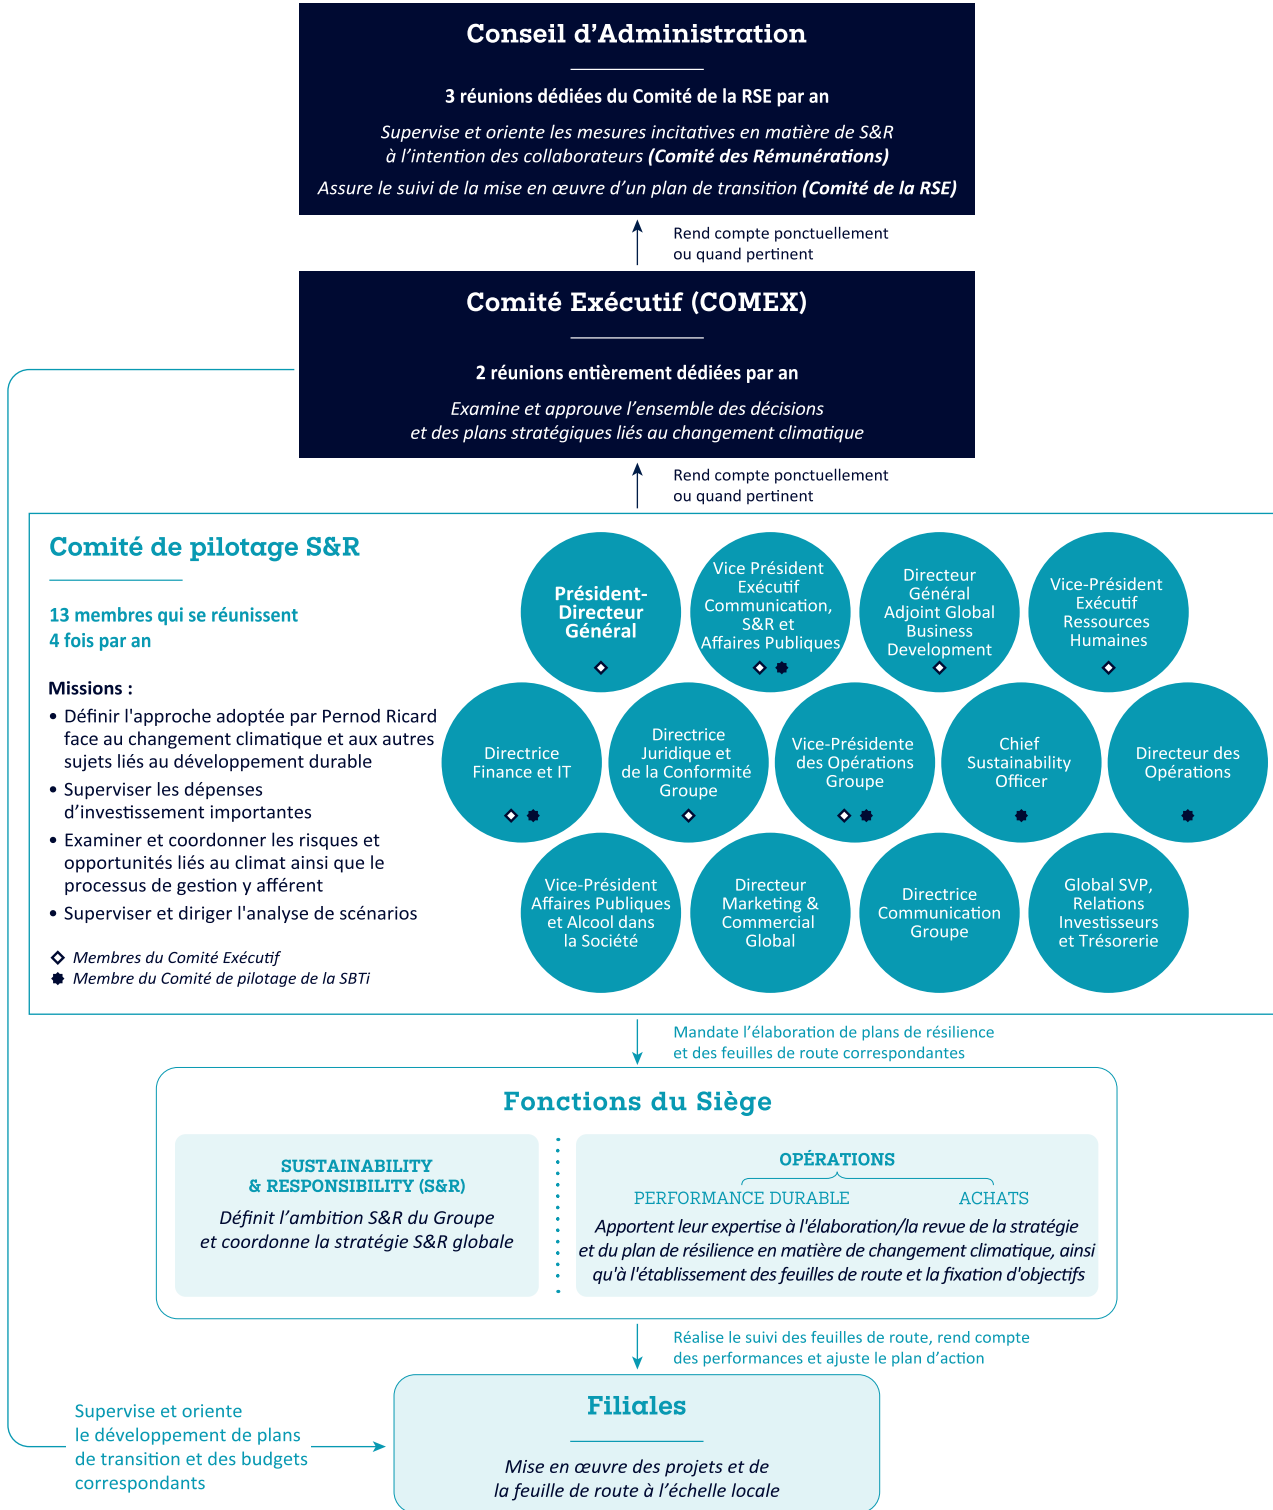 Conseil d’Administration
3 réunions dédiées du Comité de la RSE par an
Supervise et oriente les mesures incitatives en matière de S&R
à l’intention des collaborateurs (Comité des Rémunérations)
Assure le suivi de la mise en œuvre d’un plan de transition (Comité de la RSE)
Rend compte ponctuellement
ou quand pertinent
Comité Exécutif (COMEX)
2 réunions entièrement dédiées par an
Examine et approuve l’ensemble des décisions
et des plans stratégiques liés au changement climatique
Rend compte ponctuellement
ou quand pertinent
Comité de pilotage S&R
13 membres qui se réunissent
4 fois par an
Missions :
• Définir l'approche adoptée par Pernod Ricard
face au changement climatique et aux autres
sujets liés au développement durable
• Superviser les dépenses
d’investissement importantes
• Examiner et coordonner les risques et
opportunités liés au climat ainsi que le
processus de gestion y afférent
• Superviser et diriger l'analyse de scénarios
Membres du Comité Exécutif
Membre du Comité de pilotage de la SBTi
Président-
Directeur
Général
Vice Président
Exécutif
Communication,
S&R et
Affaires Publiques
Directeur
Général
Adjoint Global
Business
Development
Vice-Président
Exécutif
Ressources
Humaines
Directrice
Finance et IT
Directrice
Juridique et
de la Conformité
Groupe
Vice-Présidente
des Opérations
Groupe
Chief
Sustainability
Officer
Directeur des
Opérations
Vice-Président
Affaires Publiques
et Alcool dans
la Société
Directeur
Marketing &
Commercial
Global
Directrice
Communication
Groupe
Global SVP,
Relations
Investisseurs
et Trésorerie
Mandate l’élaboration de plans de résilience
et des feuilles de route correspondantes
Fonctions du Siège
SUSTAINABILITY
& RESPONSIBILITY (S&R)
Définit l’ambition S&R du Groupe
et coordonne la stratégie S&R globale
OPÉRATIONS
PERFORMANCE DURABLE
ACHATS
Apportent leur expertise à l'élaboration/la revue de la stratégie
et du plan de résilience en matière de changement climatique, ainsi
qu'à l'établissement des feuilles de route et la fixation d'objectifs
Réalise le suivi des feuilles de route, rend compte
des performances et ajuste le plan d’action
Supervise et oriente
le développement de plans
de transition et des budgets
correspondants
Filiales
Mise en œuvre des projets et de
la feuille de route à l’échelle locale